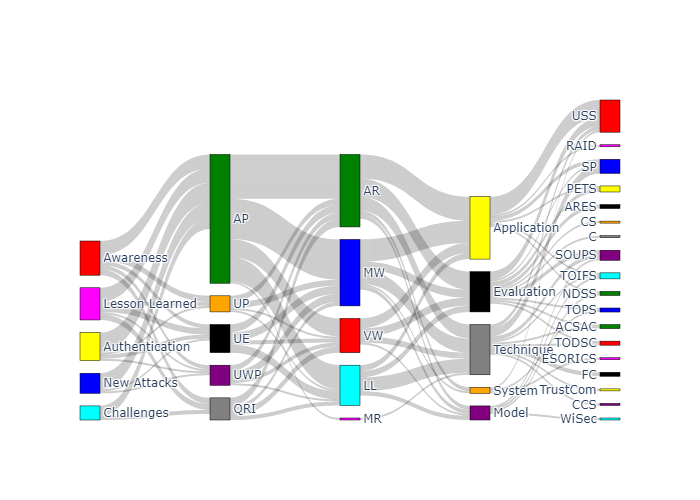 Awareness
Lesson Learned
Authentication
New Attacks
Challenges
AP
UP
UE
UWP
QRI
AR
MW
VW
LL
MR
Application
Evaluation
Technique
System
Model
USS
RAID
SP
PETS
ARES
CS
C
SOUPS
TOIFS
NDSS
TOPS
ACSAC
TODSC
ESORICS
FC
TrustCom
CCS
WiSec